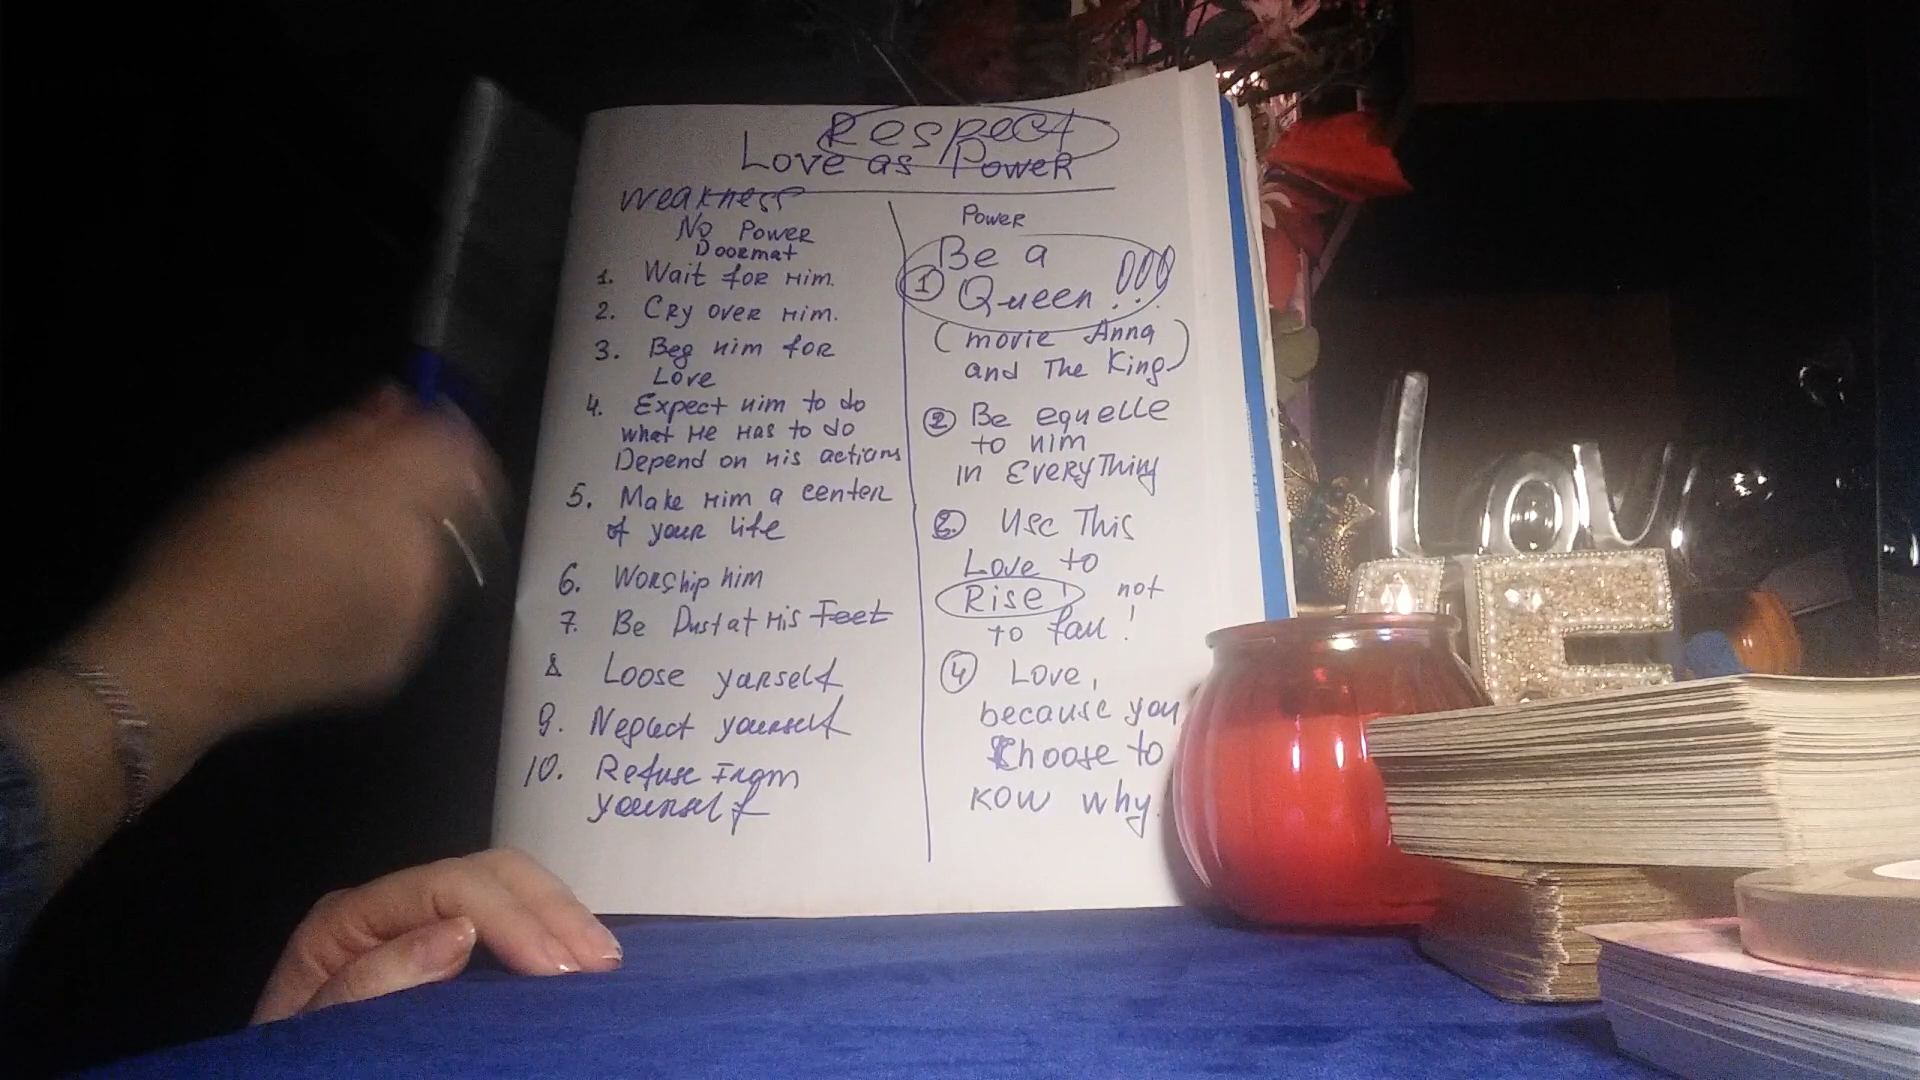 Respect
Love as Power
Weakness
No Power
Doormat
1. Wait for Him.
2. Cry over Him.
3. Beg him for
Love
4. Expect him to do
what He Has to do
Depend on his actians
5. Make Him a center
of your life
6. Worship him
7. Be Dust at His Feet
8 Loose yarself
9. Neglect yourself
10. Refuse From
yourself
Power
Be a
1 Queen!!!
(movie Anna
and The King)
2 Be equelle
to him
in EveryThing
3. Use This
Love to
Rise! not
to fall!
4 Love,
because you
Choose to
kow why.
LOVE